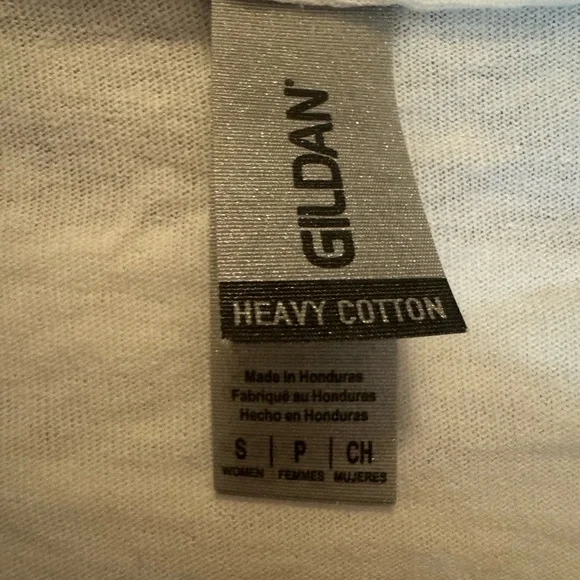 GILDAN
HEAVY COTTON
Made in Honduras
Fabriqué au Honduras
Hecho en Honduras
S | P | CH
WOMEN FEMMES MUJERES